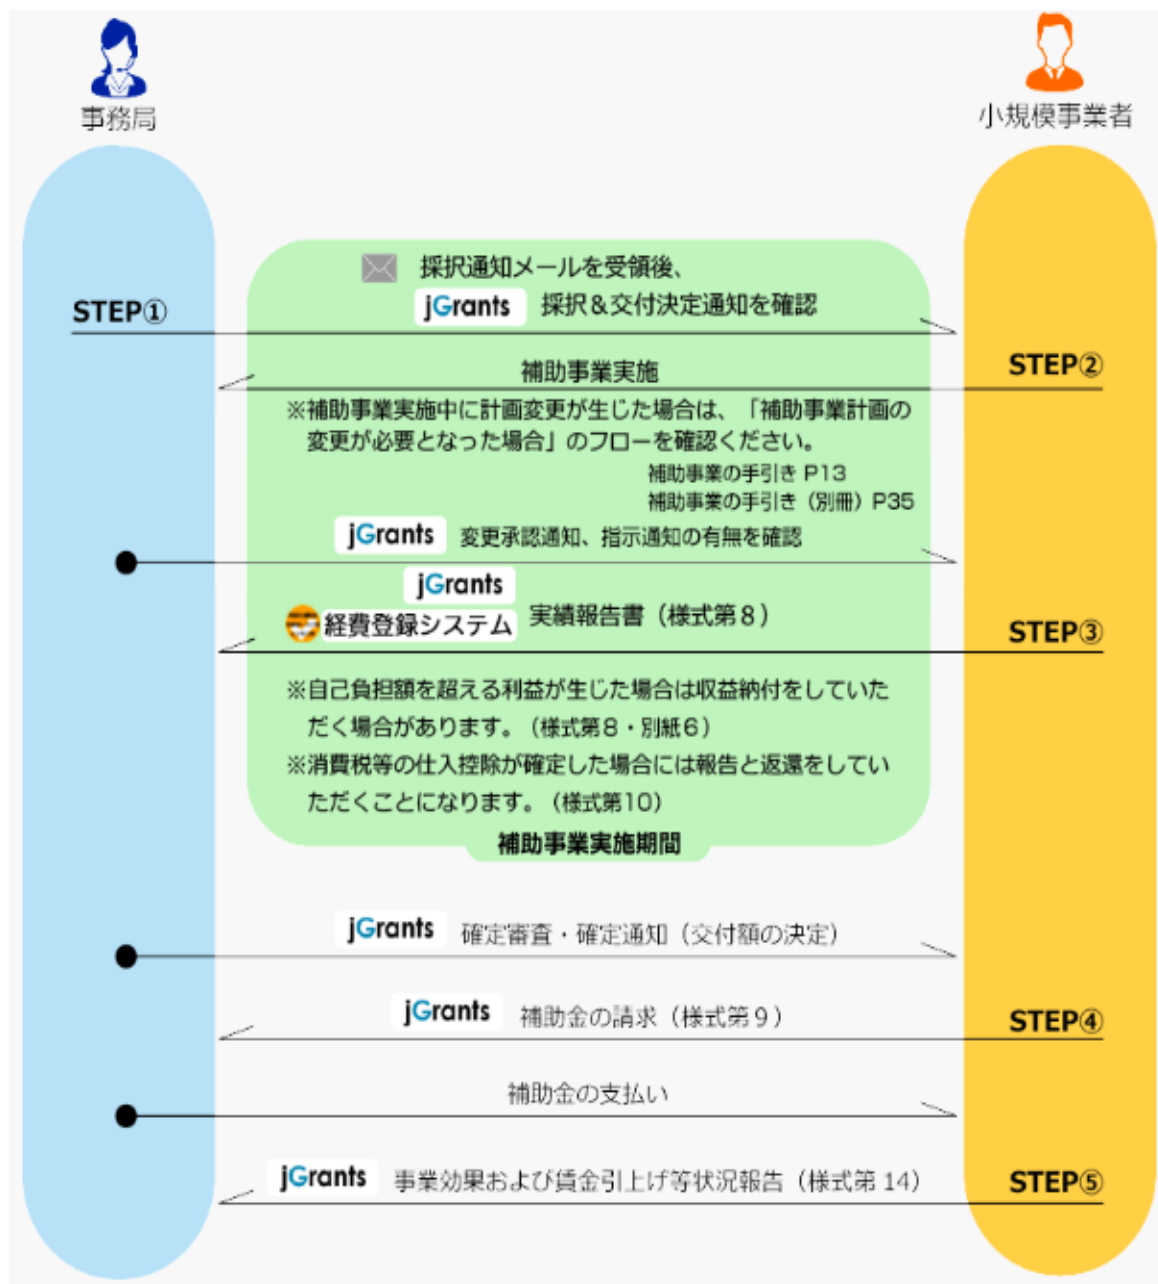 事務局
小規模事業者
採択通知メールを受領後、
STEP①
jGrants 採択&交付決定通知を確認
補助事業実施
STEP②
※補助事業実施中に計画変更が生じた場合は、「補助事業計画の
変更が必要となった場合」のフローを確認ください。
補助事業の手引き P13
補助事業の手引き（別冊）P35
jGrants 変更承認通知、指示通知の有無を確認
jGrants
経費登録システム 実績報告書（様式第8）
STEP③
※自己負担額を超える利益が生じた場合は収益納付をしていた
だく場合があります。（様式第8・別紙6）
※消費税等の仕入控除が確定した場合には報告と返還をしてい
ただくことになります。（様式第10）
補助事業実施期間
jGrants 確定審査・確定通知（交付額の決定）
jGrants 補助金の請求（様式第9）
STEP④
補助金の支払い
jGrants 事業効果および賃金引上げ等状況報告（様式第 14）
STEP⑤